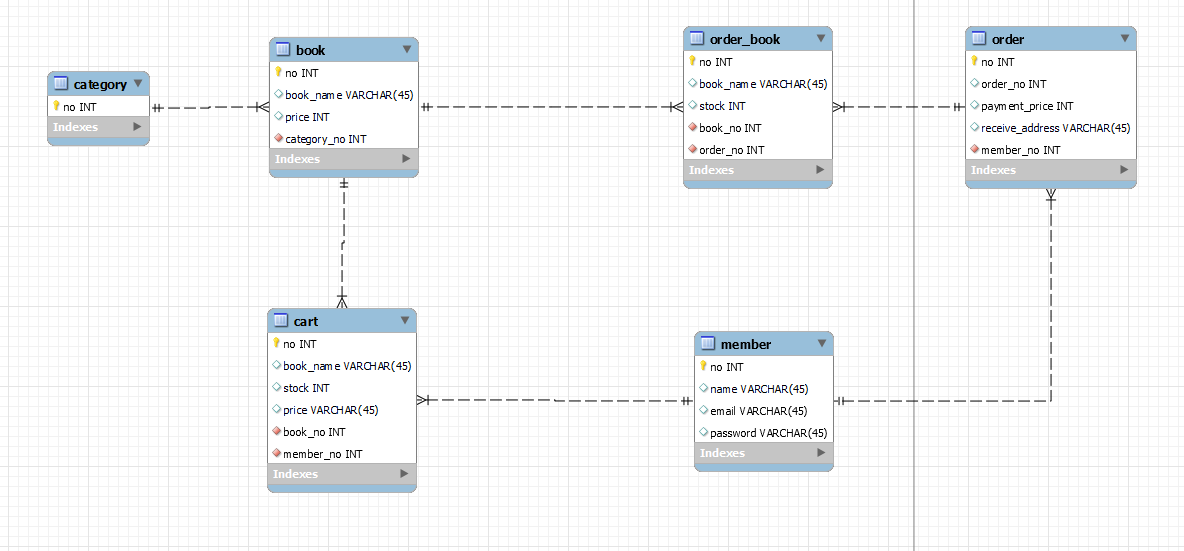 category
no INT
Indexes
book
no INT
book_name VARCHAR(45)
price INT
category_no INT
Indexes
order_book
no INT
book_name VARCHAR(45)
stock INT
book_no INT
order_no INT
Indexes
order
no INT
order_no INT
payment_price INT
receive_address VARCHAR(45)
member_no INT
Indexes
cart
no INT
book_name VARCHAR(45)
stock INT
price VARCHAR(45)
book_no INT
member_no INT
Indexes
member
no INT
name VARCHAR(45)
email VARCHAR(45)
password VARCHAR(45)
Indexes